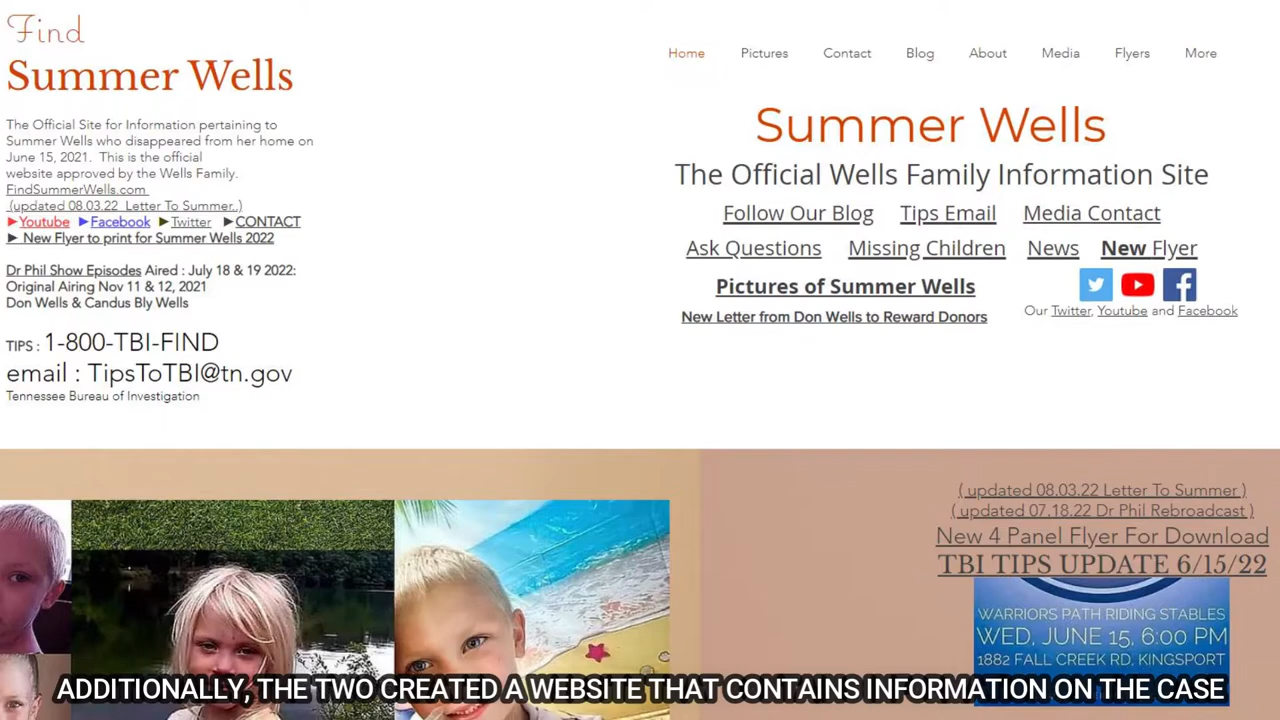 Find
Summer Wells
The Official Site for Information pertaining to
Summer Wells who disappeared from her home on
June 15, 2021. This is the official
website approved by the Wells Family.
FindSummerWells.com
(updated 08.03.22 Letter To Summer..)
►Youtube ►Facebook ►Twitter ►CONTACT
► New Flyer to print for Summer Wells 2022
Dr Phil Show Episodes Aired : July 18 & 19 2022:
Original Airing Nov 11 & 12, 2021
Don Wells & Candus Bly Wells
TIPS : 1-800-TBI-FIND
email : TipsToTBI@tn.gov
Tennessee Bureau of Investigation
Home Pictures Contact Blog About Media Flyers More
Summer Wells
The Official Wells Family Information Site
Follow Our Blog Tips Email Media Contact
Ask Questions Missing Children News New Flyer
Pictures of Summer Wells
New Letter from Don Wells to Reward Donors
Our Twitter, Youtube and Facebook
( updated 08.03.22 Letter To Summer )
( updated 07.18.22 Dr Phil Rebroadcast )
New 4 Panel Flyer For Download
TBI TIPS UPDATE 6/15/22
WARRIORS PATH RIDING STABLES
WED, JUNE 15, 6:00 PM
1882 FALL CREEK RD, KINGSPORT
ADDITIONALLY, THE TWO CREATED A WEBSITE THAT CONTAINS INFORMATION ON THE CASE